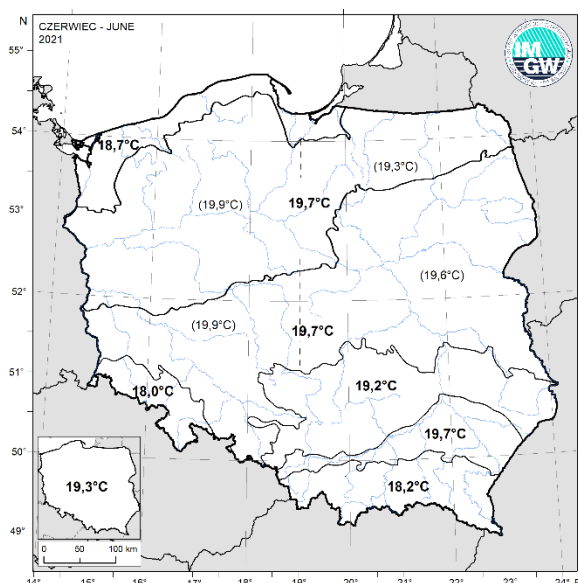 N
CZERWIEC - JUNE
2021
IMGW
55°
54°
53°
52°
51°
50°
49°
18,7°C
(19,3°C)
(19,9°C)
19,7°C
(19,6°C)
(19,9°C)
19,7°C
19,2°C
18,0°C
19,7°C
18,2°C
19,3°C
0 50 100 km
14° 15° 16° 17° 18° 19° 20° 21° 22° 23° 24° E